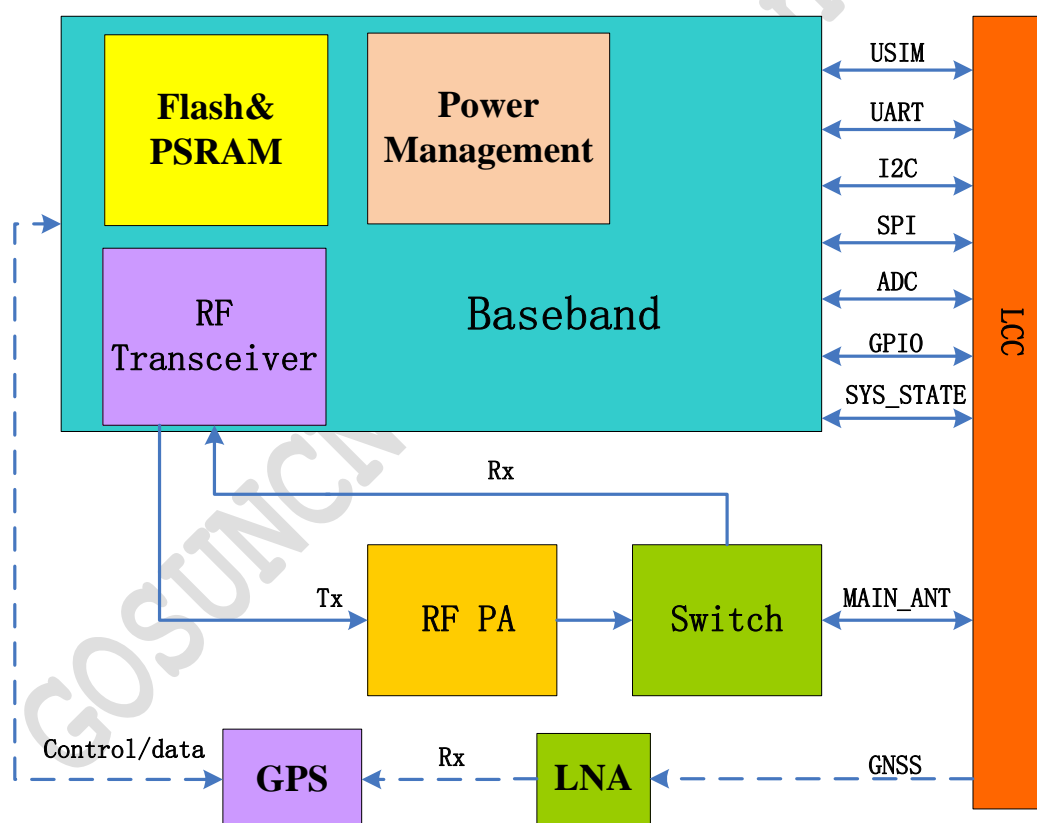 Flash&
PSRAM
Power
Management
RF
Transceiver
Baseband
USIM
UART
I2C
SPI
ADC
GPIO
SYS_STATE
LCC
Rx
Tx
RF PA
Switch
MAIN_ANT
Control/data
GPS
Rx
LNA
GNSS
GOSUNCN